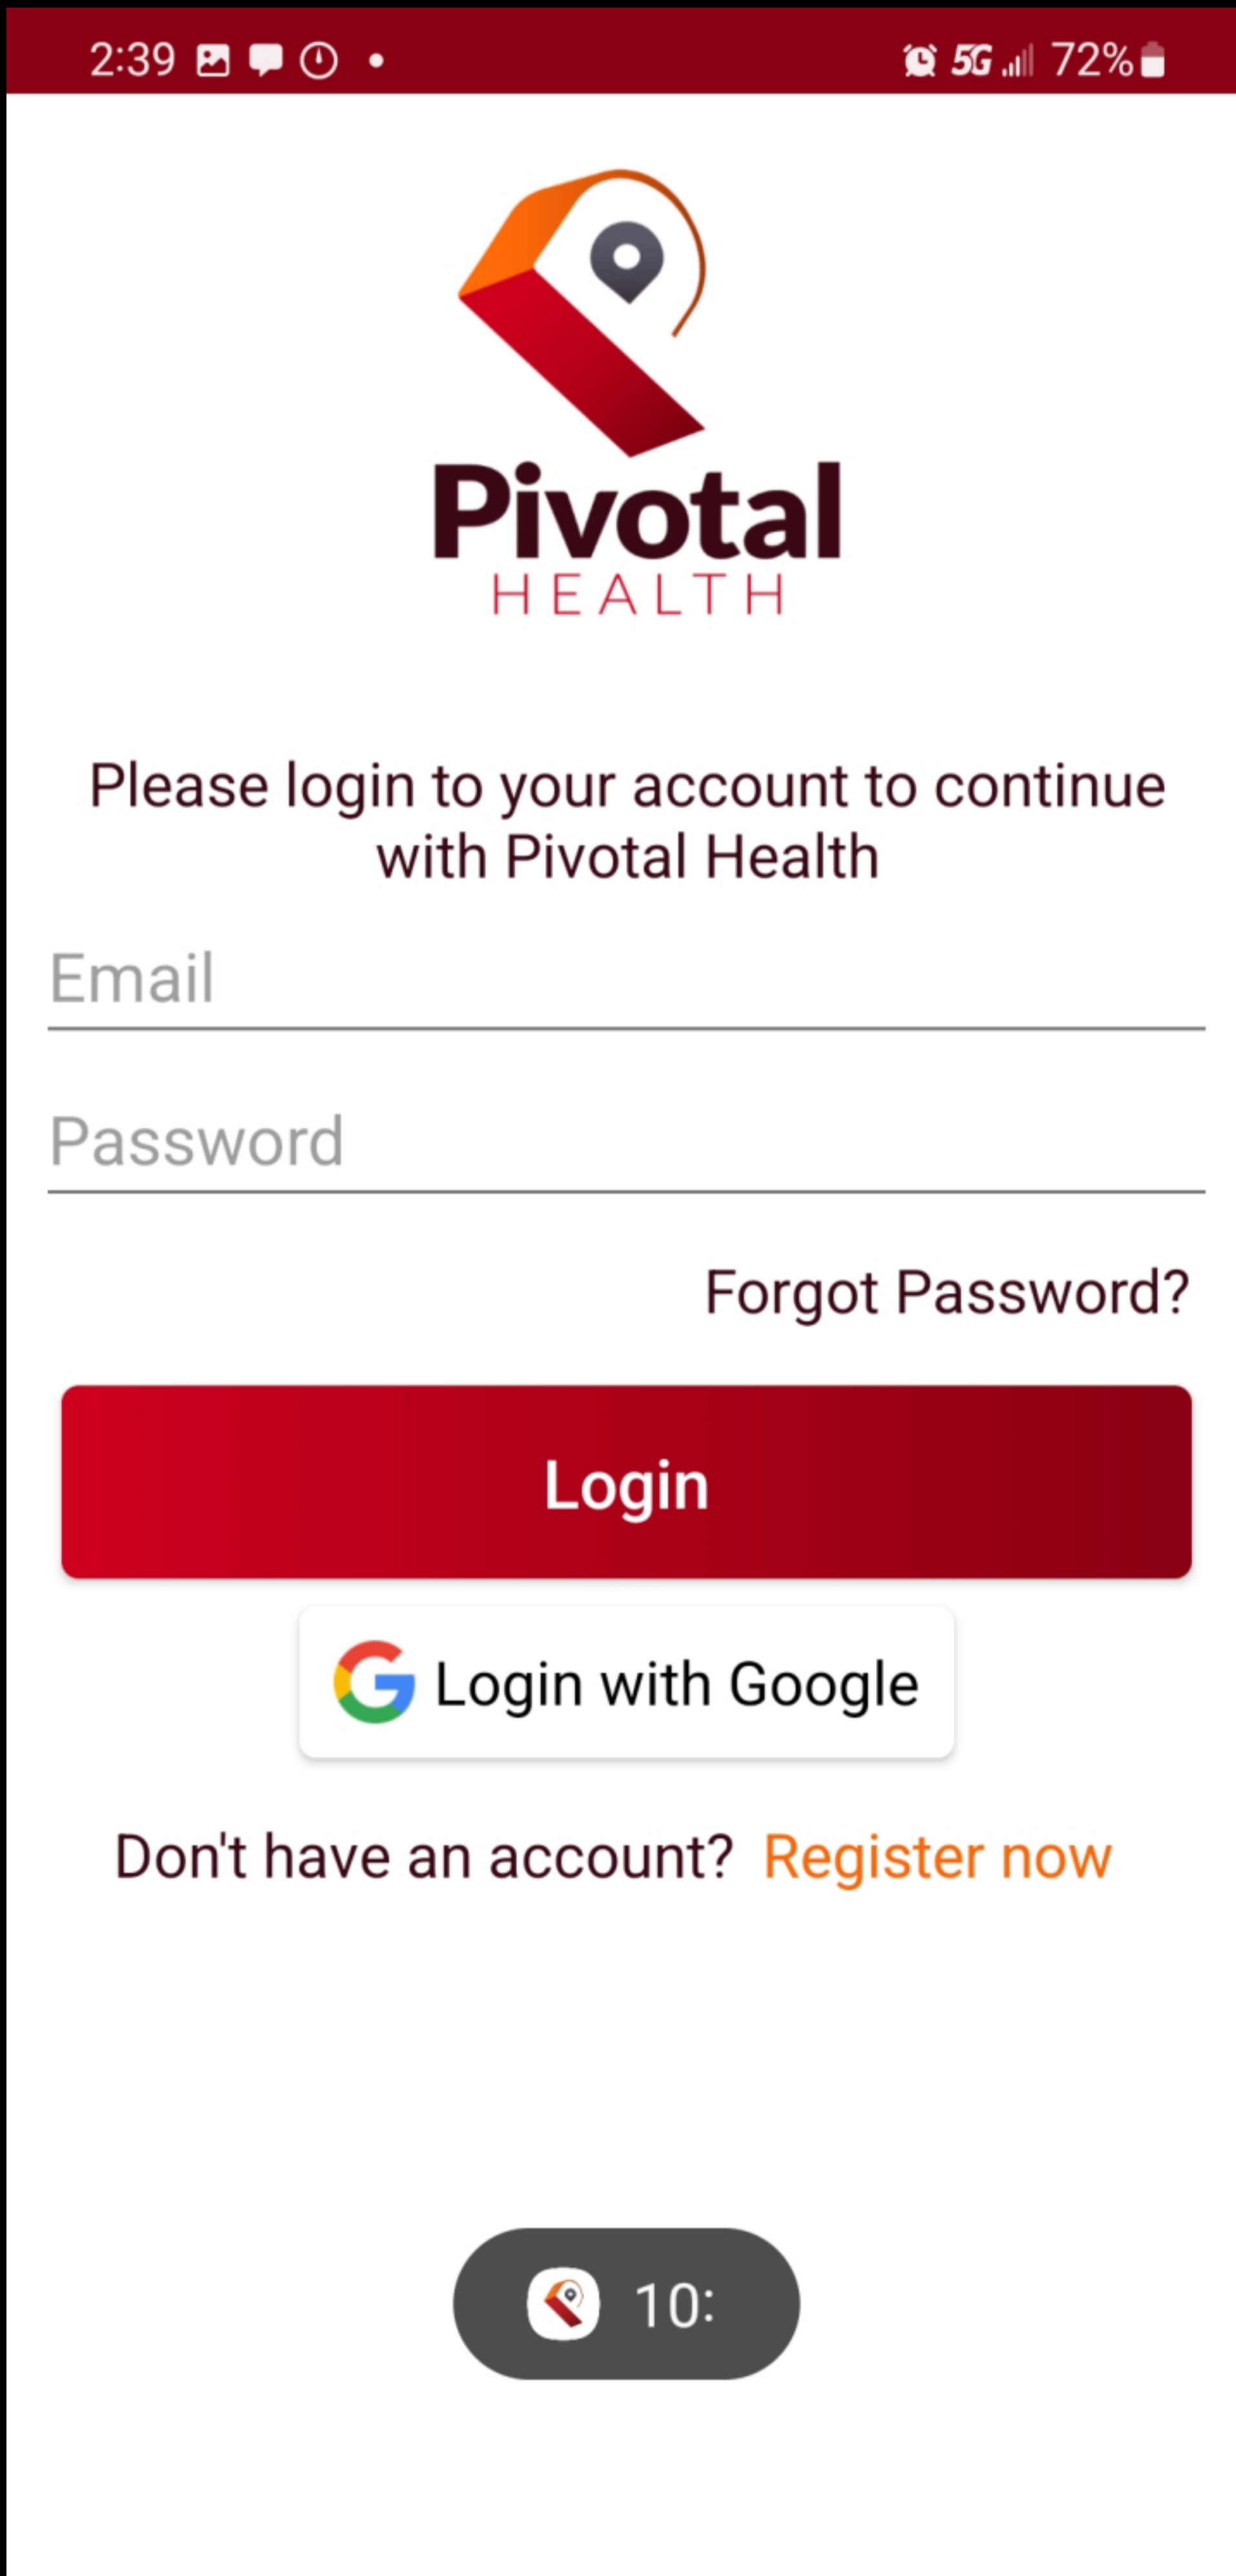 2:39 5G 72%
Pivotal
HEALTH
Please login to your account to continue
with Pivotal Health
Email
Password
Forgot Password?
Login
Login with Google
Don't have an account? Register now
10: